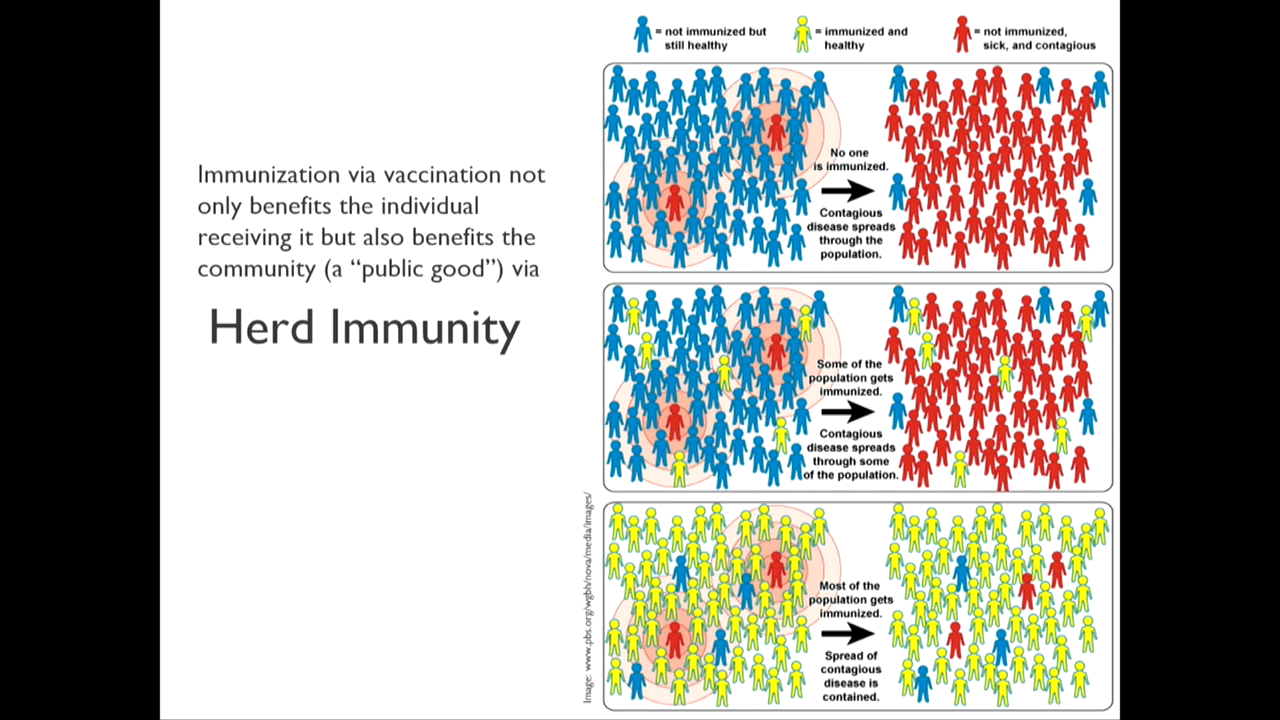 Immunization via vaccination not
only benefits the individual
receiving it but also benefits the
community (a “public good”) via
Herd Immunity
= not immunized but
still healthy
= immunized and
healthy
= not immunized,
sick, and contagious
No one
is immunized.
Contagious
disease spreads
through the
population.
Some of the
population gets
immunized.
Contagious
disease spreads
through some
of the population.
Most of the
population gets
immunized.
Spread of
contagious
disease is
contained.
Image: www.pbs.org/wgbh/nova/media/images/